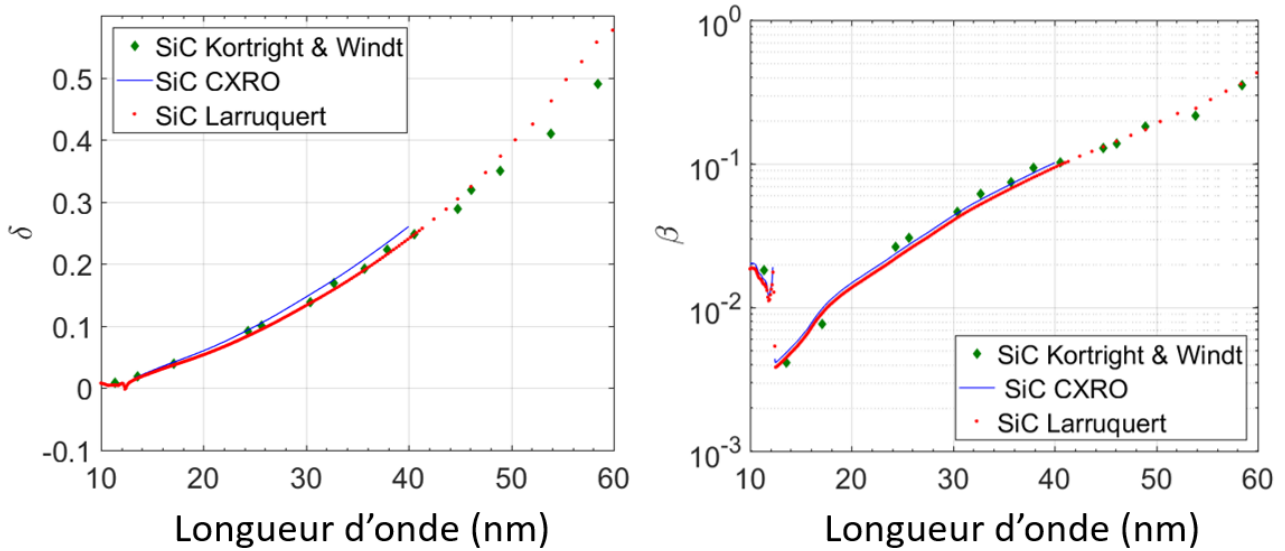 SiC Kortright & Windt
SiC CXRO
SiC Larruquert
0.5
0.4
0.3
0.2
0.1
0
-0.1
δ
10 20 30 40 50 60
Longueur d’onde (nm)
10^0
10^-1
10^-2
10^-3
β
SiC Kortright & Windt
SiC CXRO
SiC Larruquert
10 20 30 40 50 60
Longueur d’onde (nm)